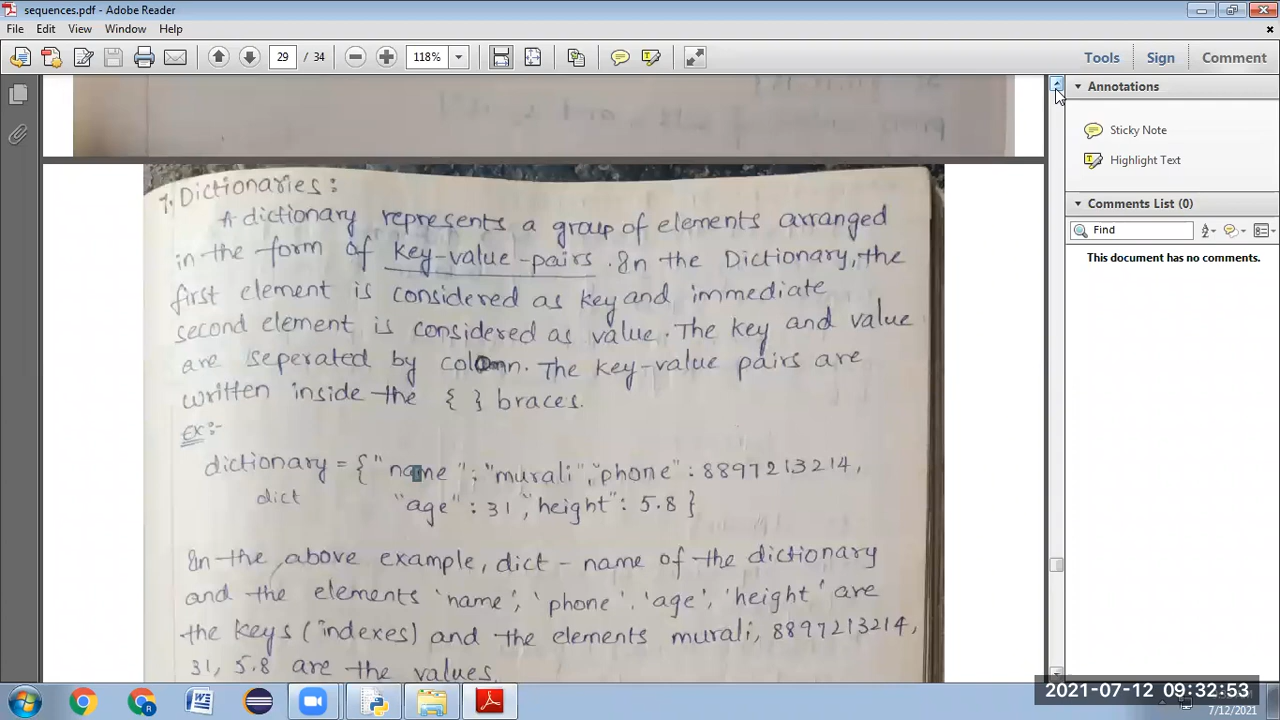 sequences.pdf - Adobe Reader
File Edit View Window Help
29 / 34 118% Tools Sign Comment
Annotations
Sticky Note
Highlight Text
Comments List (0)
Find
This document has no comments.
7. Dictionaries:
A dictionary represents a group of elements arranged
in the form of key-value-pairs. In the Dictionary, the
first element is considered as key and immediate
second element is considered as value. The key and value
are seperated by colomn. The key-value pairs are
written inside the { } braces.
Ex:-
dictionary = {"name" : "murali", "phone" : 8897213214,
dict "age" : 31, "height" : 5.8 }
In the above example, dict - name of the dictionary
and the elements 'name', 'phone', 'age', 'height' are
the keys (indexes) and the elements murali, 8897213214,
31, 5.8 are the values.
2021-07-12 09:32:53
7/12/2021